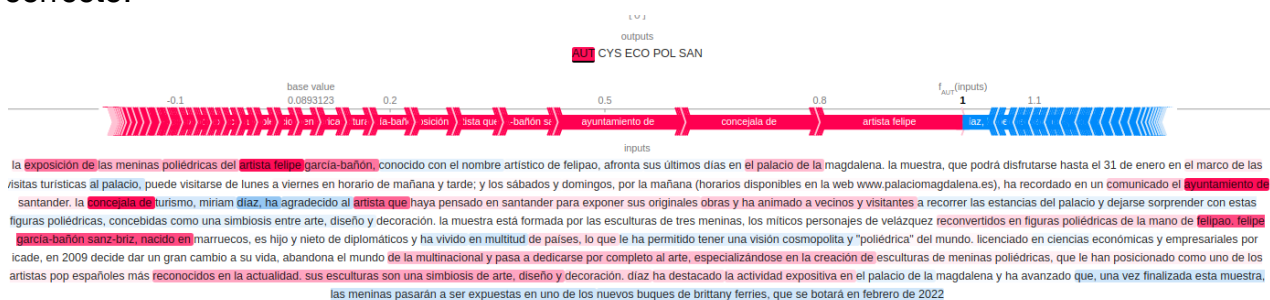 correcto.
[0]
outputs
AUT CYS ECO POL SAN
base value
f_AUT(inputs)
-0.1 0.0893123 0.2 0.5 0.8 1 1.1
ayuntamiento de concejala de artista felipe
inputs
la exposición de las meninas poliédricas del artista felipe garcía-bañón, conocido con el nombre artístico de felipao, afronta sus últimos días en el palacio de la magdalena. la muestra, que podrá disfrutarse hasta el 31 de enero en el marco de las
visitas turísticas al palacio, puede visitarse de lunes a viernes en horario de mañana y tarde; y los sábados y domingos, por la mañana (horarios disponibles en la web www.palaciomagdalena.es), ha recordado en un comunicado el ayuntamiento de
santander. la concejala de turismo, miriam díaz, ha agradecido al artista que haya pensado en santander para exponer sus originales obras y ha animado a vecinos y visitantes a recorrer las estancias del palacio y dejarse sorprender con estas
figuras poliédricas, concebidas como una simbiosis entre arte, diseño y decoración. la muestra está formada por las esculturas de tres meninas, los míticos personajes de velázquez reconvertidos en figuras poliédricas de la mano de felipao. felipe
garcía-bañón sanz-briz, nacido en marruecos, es hijo y nieto de diplomáticos y ha vivido en multitud de países, lo que le ha permitido tener una visión cosmopolita y "poliédrica" del mundo. licenciado en ciencias económicas y empresariales por
icade, en 2009 decide dar un gran cambio a su vida, abandona el mundo de la multinacional y pasa a dedicarse por completo al arte, especializándose en la creación de esculturas de meninas poliédricas, que le han posicionado como uno de los
artistas pop españoles más reconocidos en la actualidad. sus esculturas son una simbiosis de arte, diseño y decoración. díaz ha destacado la actividad expositiva en el palacio de la magdalena y ha avanzado que, una vez finalizada esta muestra,
las meninas pasarán a ser expuestas en uno de los nuevos buques de brittany ferries, que se botará en febrero de 2022